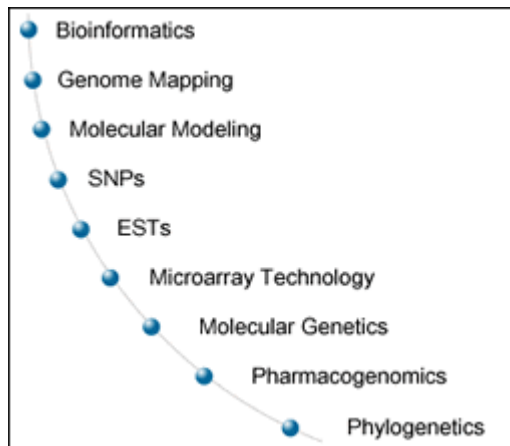 Bioinformatics
Genome Mapping
Molecular Modeling
SNPs
ESTs
Microarray Technology
Molecular Genetics
Pharmacogenomics
Phylogenetics